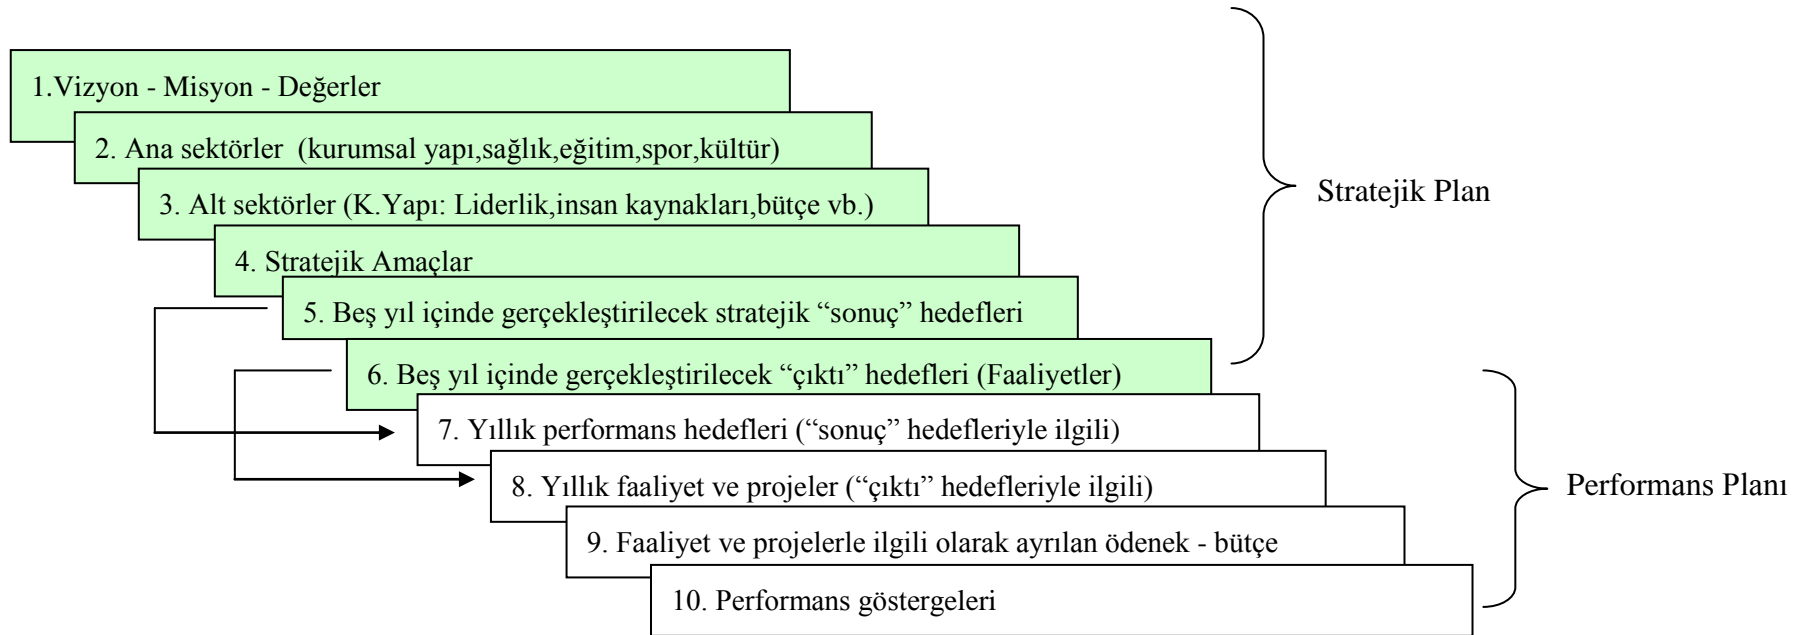 1.Vizyon - Misyon - Değerler
2. Ana sektörler (kurumsal yapı,sağlık,eğitim,spor,kültür)
3. Alt sektörler (K.Yapı: Liderlik,insan kaynakları,bütçe vb.)
Stratejik Plan
4. Stratejik Amaçlar
5. Beş yıl içinde gerçekleştirilecek stratejik “sonuç” hedefleri
6. Beş yıl içinde gerçekleştirilecek “çıktı” hedefleri (Faaliyetler)
7. Yıllık performans hedefleri (“sonuç” hedefleriyle ilgili)
8. Yıllık faaliyet ve projeler (“çıktı” hedefleriyle ilgili)
Performans Planı
9. Faaliyet ve projelerle ilgili olarak ayrılan ödenek - bütçe
10. Performans göstergeleri